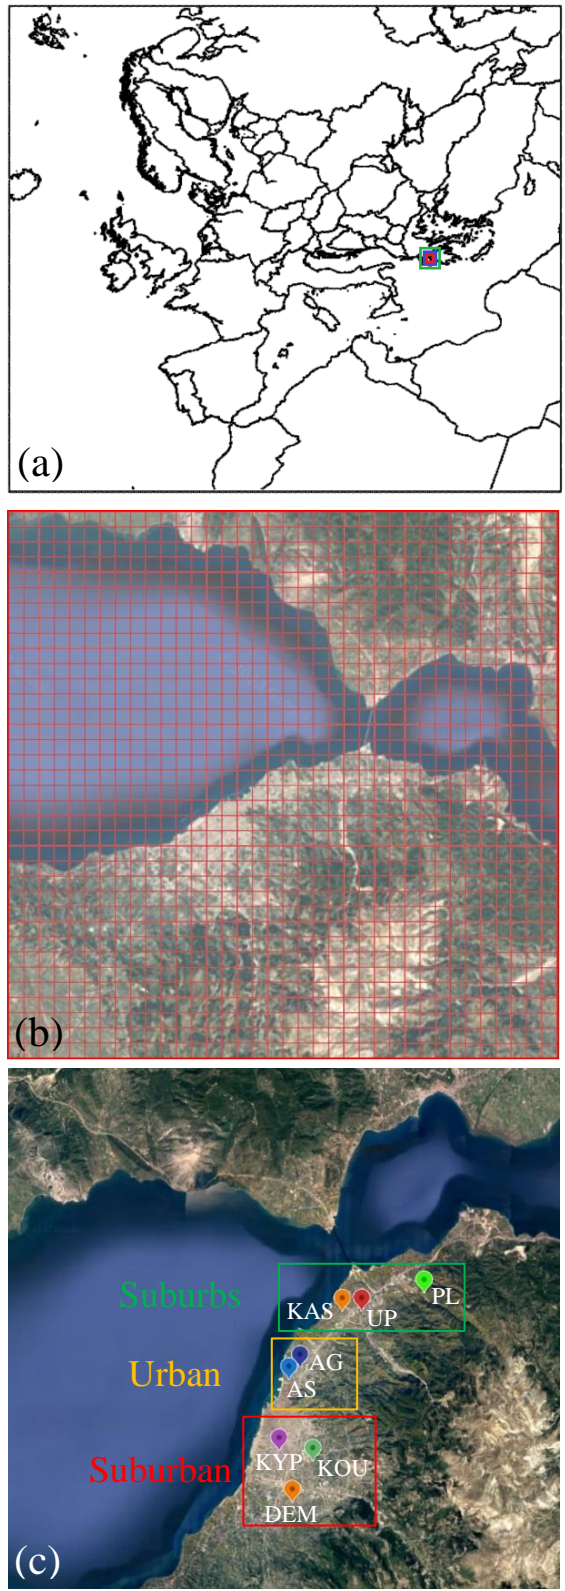 (a)
(b)
Suburbs
KAS
UP
PL
Urban
AG
AS
Suburban
KYP
KOU
DEM
(c)